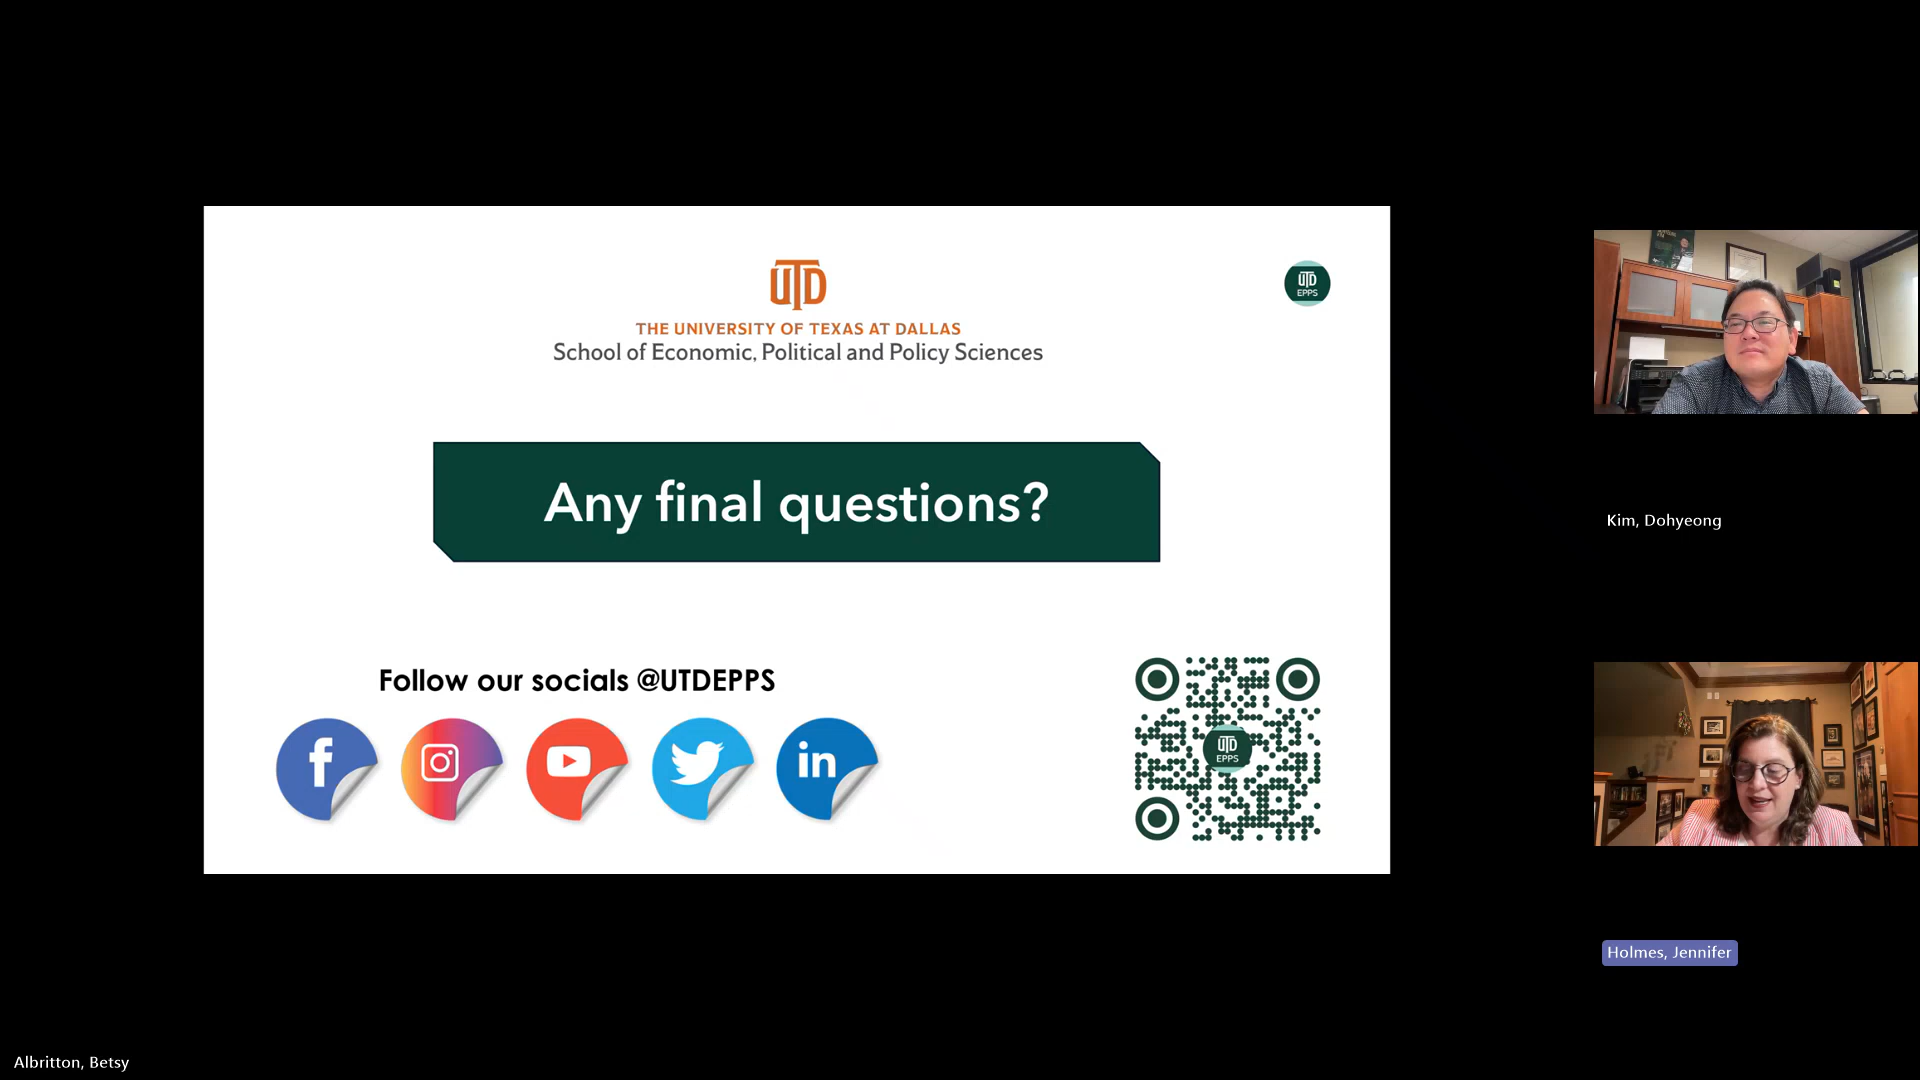 UTD
THE UNIVERSITY OF TEXAS AT DALLAS
School of Economic, Political and Policy Sciences
UTD
EPPS
Any final questions?
Follow our socials @UTDEPPS
f
in
UTD
EPPS
Kim, Dohyeong
Holmes, Jennifer
Albritton, Betsy